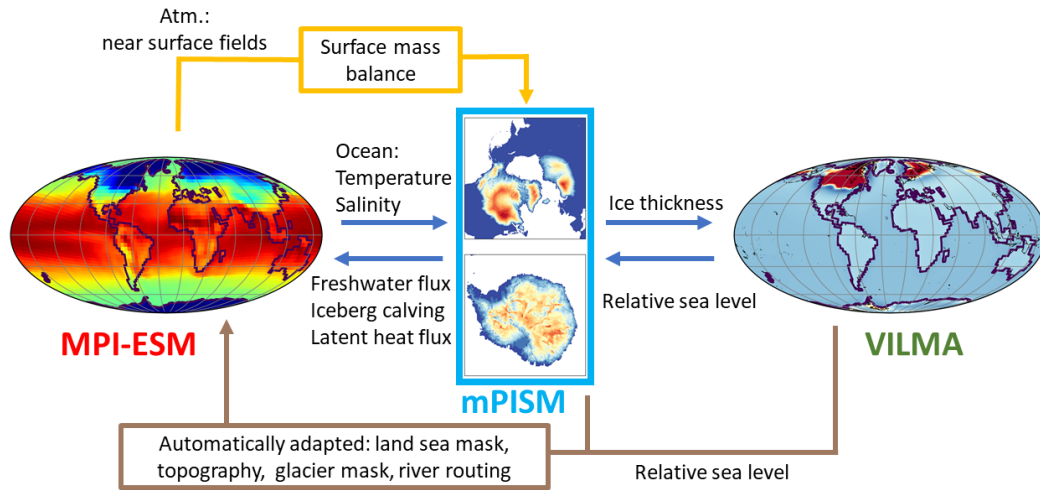 Atm.:
near surface fields
Surface mass
balance
Ocean:
Temperature
Salinity
Ice thickness
Freshwater flux
Iceberg calving
Latent heat flux
Relative sea level
MPI-ESM
mPISM
VILMA
Automatically adapted: land sea mask,
topography, glacier mask, river routing
Relative sea level